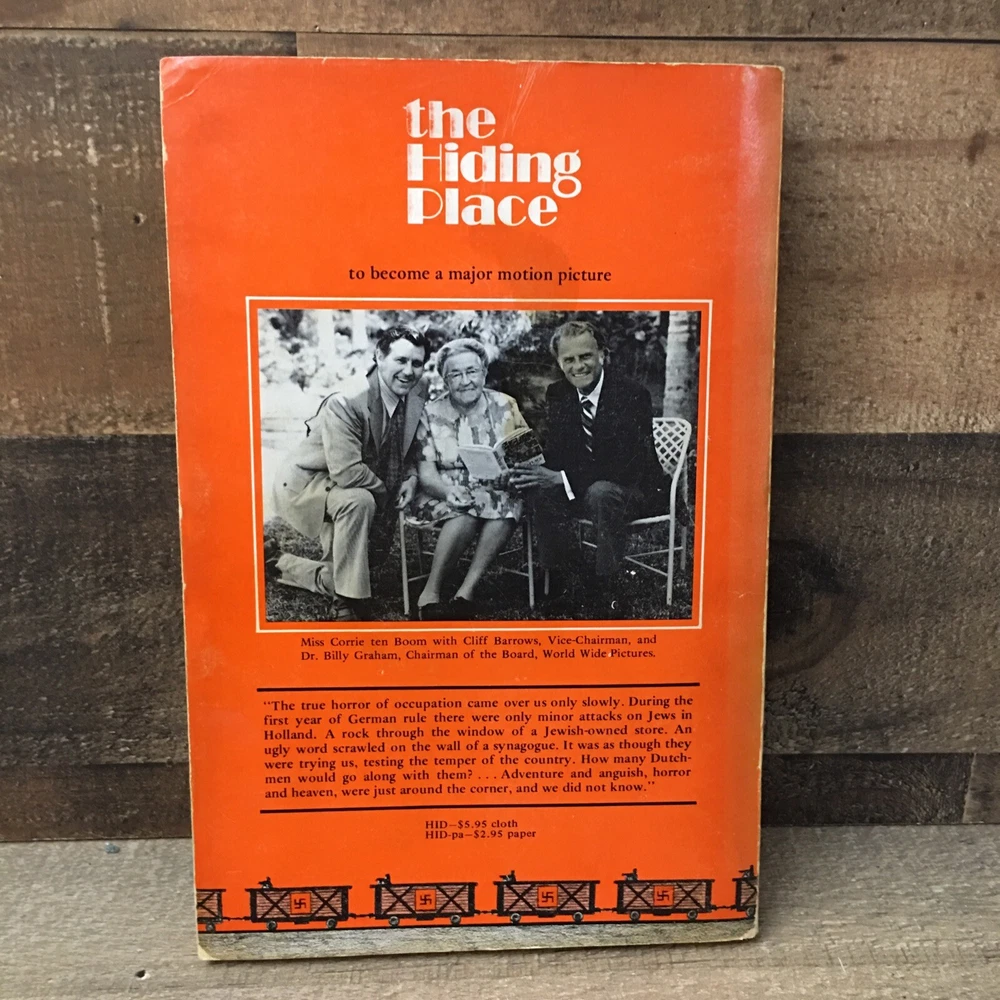 the
Hiding
Place
to become a major motion picture
Miss Corrie ten Boom with Cliff Barrows, Vice-Chairman, and
Dr. Billy Graham, Chairman of the Board, World Wide Pictures.
"The true horror of occupation came over us only slowly. During the
first year of German rule there were only minor attacks on Jews in
Holland. A rock through the window of a Jewish-owned store. An
ugly word scrawled on the wall of a synagogue. It was as though they
were trying us, testing the temper of the country. How many Dutch-
men would go along with them? . . . Adventure and anguish, horror
and heaven, were just around the corner, and we did not know."
HID—$5.95 cloth
HID-pa—$2.95 paper